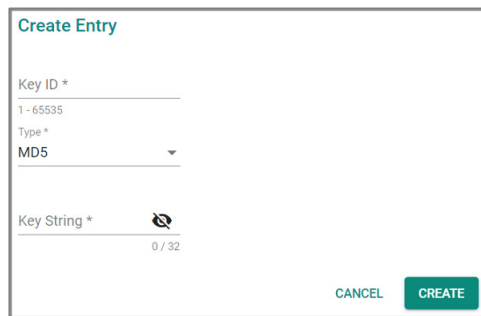 Create Entry
Key ID *
1 - 65535
Type *
MD5
Key String *
0 / 32
CANCEL CREATE